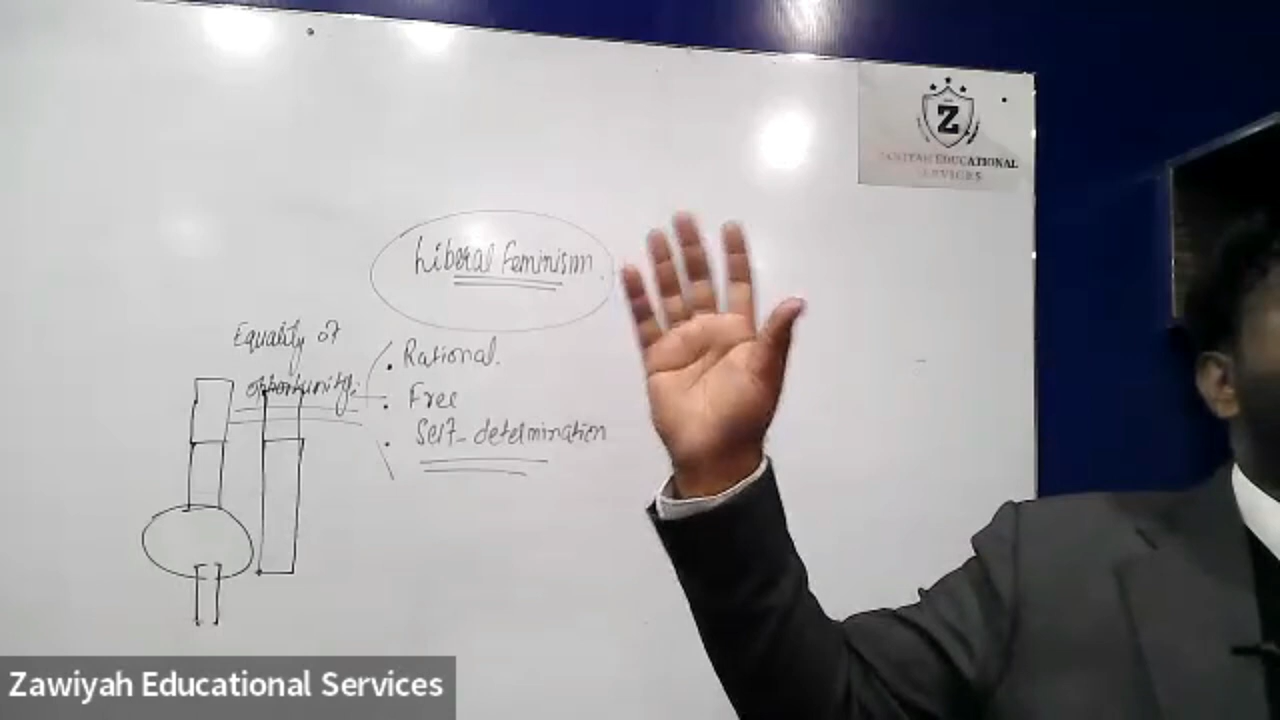 Z
ZAWIYAH EDUCATIONAL
SERVICES
Liberal feminism.
Equality of
opportunity:
• Rational.
• Free
• Self-determination
Zawiyah Educational Services